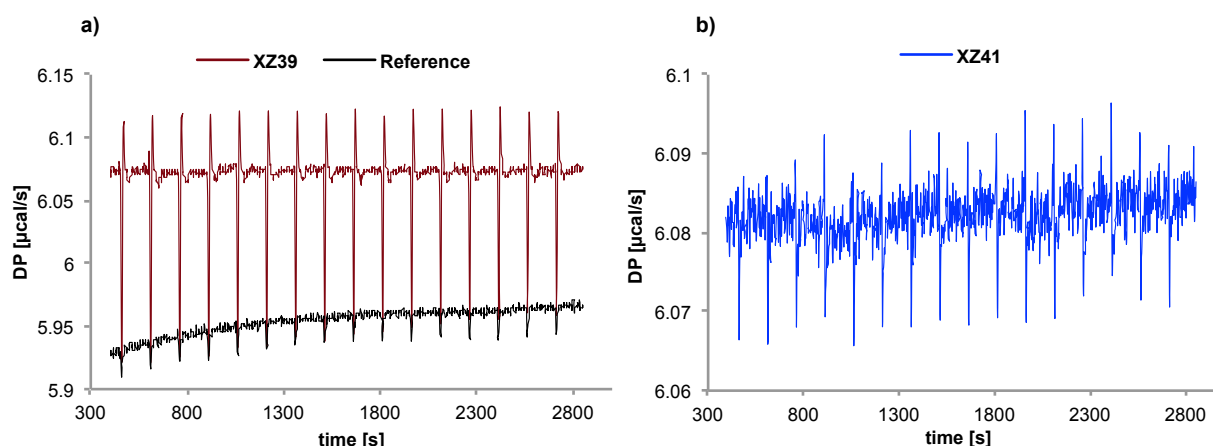 a)
XZ39 Reference
6.15
6.1
6.05
6
5.95
5.9
DP [µcal/s]
300 800 1300 1800 2300 2800
time [s]
b)
XZ41
6.1
6.09
6.08
6.07
6.06
DP [µcal/s]
300 800 1300 1800 2300 2800
time [s]